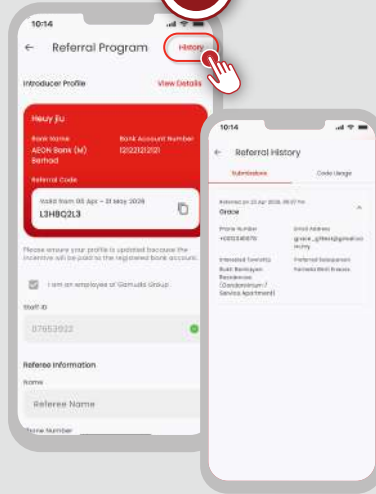 10:14
Referral Program
History
Introducer Profile
View Details
Heuy Jiu
Bank Name
Bank Account Number
AEON Bank (M)
Berhad
12122121121
Referral Code
Valid from 03 Apr - 31 May 2026
L3H8Q2L3
Please ensure your profile is updated because the
incentive will be paid to the registered bank account.
I am an employee of Gamuda Group.
Staff ID
07653922
Referee Information
Name
Referee Name
Phone Number
10:14
Referral History
Submissions
Code Usage
Grace
Phone Number
Email Address
Interested Township
Preferred Salesperson
Bukit Bantayan
Residences
(Condominium /
Service Apartment)